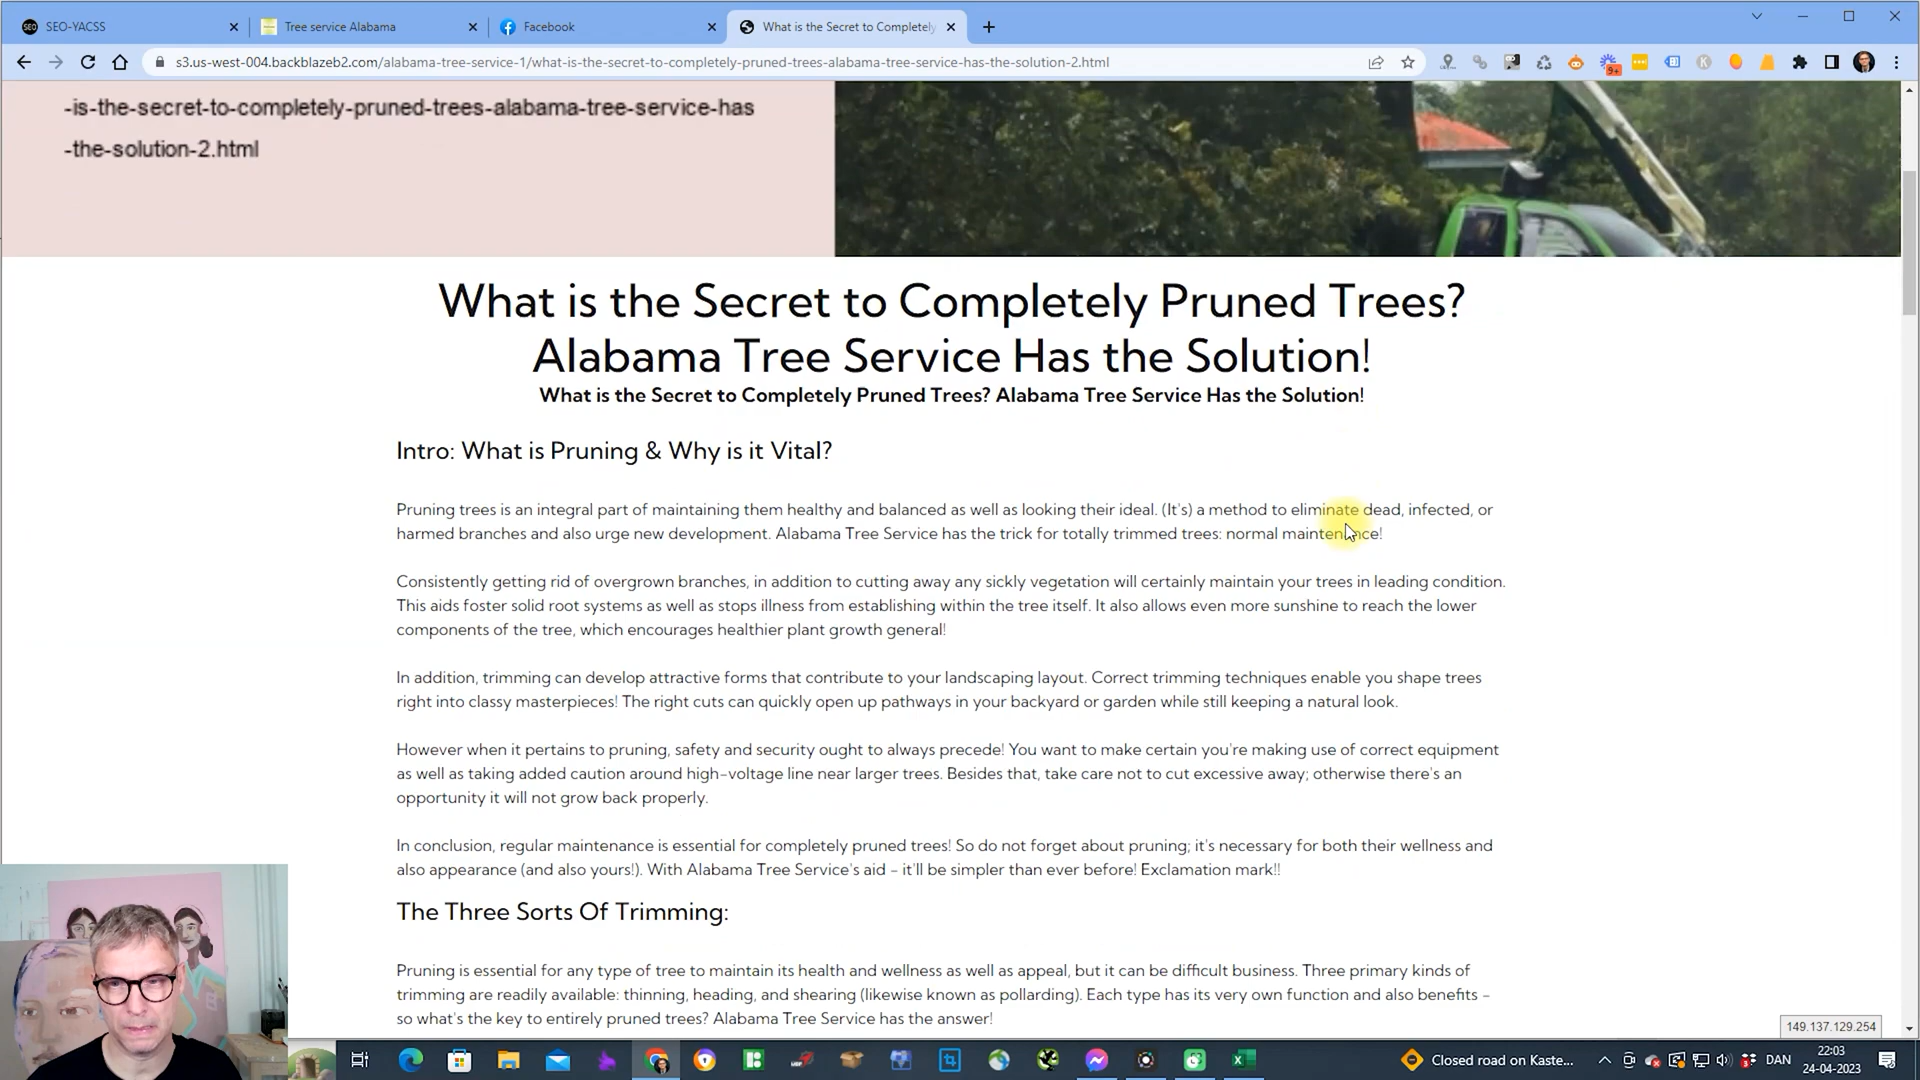 SEO-YACSS
Tree service Alabama
Facebook
What is the Secret to Completely
s3.us-west-004.backblazeb2.com/alabama-tree-service-1/what-is-the-secret-to-completely-pruned-trees-alabama-tree-service-has-the-solution-2.html
9+
-is-the-secret-to-completely-pruned-trees-alabama-tree-service-has
-the-solution-2.html
What is the Secret to Completely Pruned Trees?
Alabama Tree Service Has the Solution!
What is the Secret to Completely Pruned Trees? Alabama Tree Service Has the Solution!
Intro: What is Pruning & Why is it Vital?
Pruning trees is an integral part of maintaining them healthy and balanced as well as looking their ideal. (It's) a method to eliminate dead, infected, or
harmed branches and also urge new development. Alabama Tree Service has the trick for totally trimmed trees: normal maintenance!
Consistently getting rid of overgrown branches, in addition to cutting away any sickly vegetation will certainly maintain your trees in leading condition.
This aids foster solid root systems as well as stops illness from establishing within the tree itself. It also allows even more sunshine to reach the lower
components of the tree, which encourages healthier plant growth general!
In addition, trimming can develop attractive forms that contribute to your landscaping layout. Correct trimming techniques enable you shape trees
right into classy masterpieces! The right cuts can quickly open up pathways in your backyard or garden while still keeping a natural look.
However when it pertains to pruning, safety and security ought to always precede! You want to make certain you're making use of correct equipment
as well as taking added caution around high-voltage line near larger trees. Besides that, take care not to cut excessive away; otherwise there's an
opportunity it will not grow back properly.
In conclusion, regular maintenance is essential for completely pruned trees! So do not forget about pruning; it's necessary for both their wellness and
also appearance (and also yours!). With Alabama Tree Service's aid – it'll be simpler than ever before! Exclamation mark!!
The Three Sorts Of Trimming:
Pruning is essential for any type of tree to maintain its health and wellness as well as appeal, but it can be difficult business. Three primary kinds of
trimming are readily available: thinning, heading, and shearing (likewise known as pollarding). Each type has its very own function and also benefits –
so what's the key to entirely pruned trees? Alabama Tree Service has the answer!
149.137.129.254
Closed road on Kaste...
DAN
22:03
24-04-2023